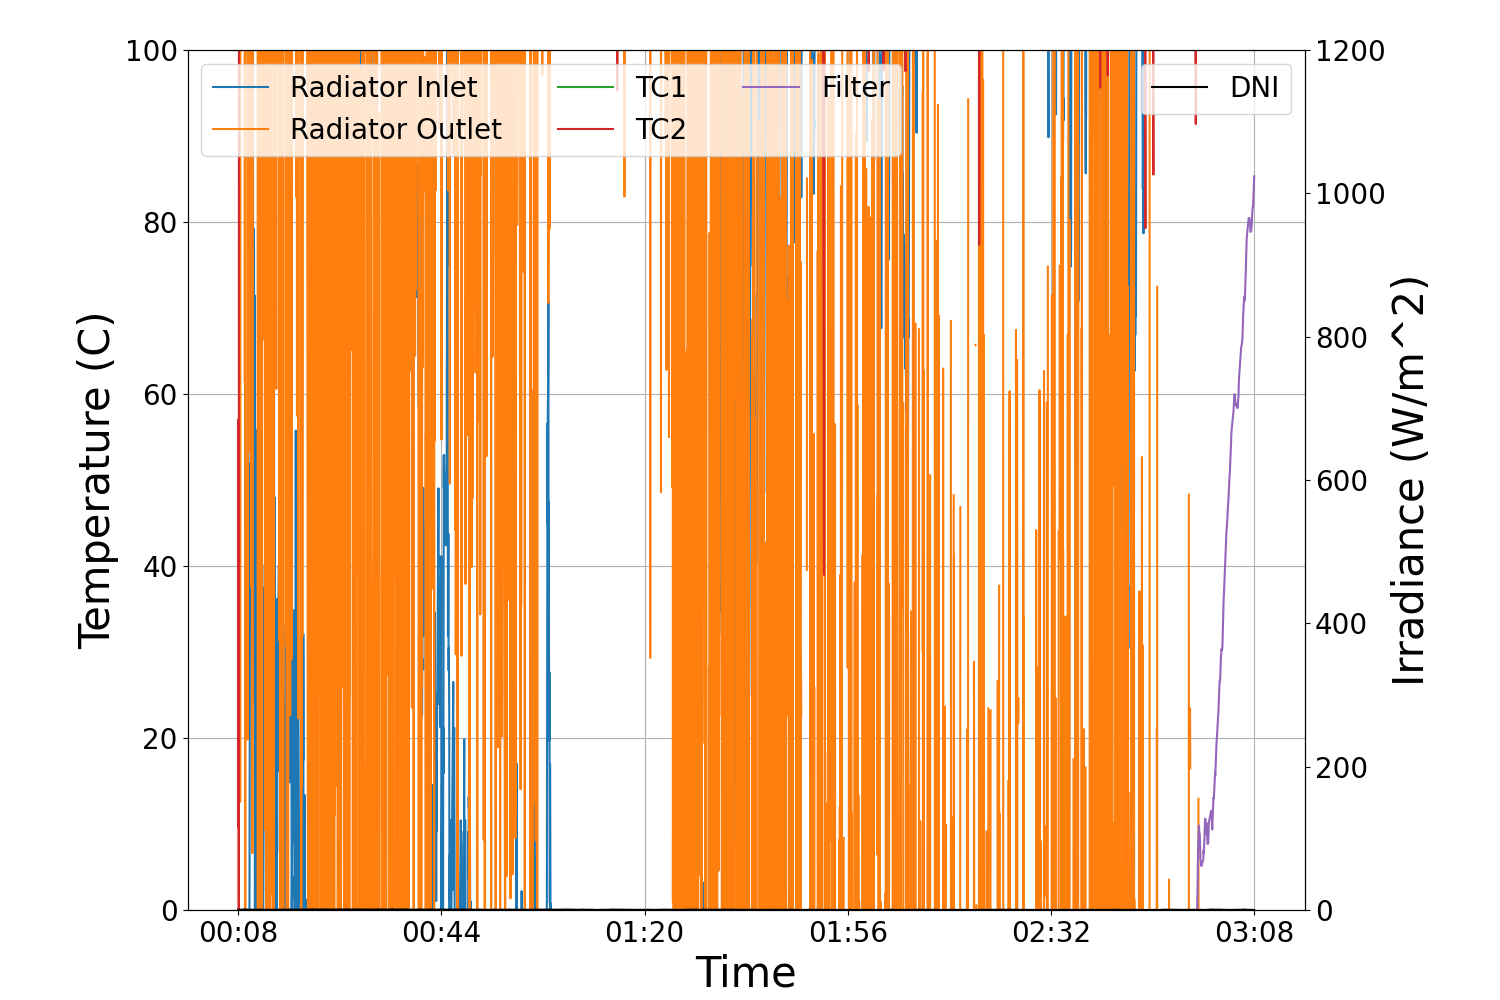 100
80
60
40
20
0
Temperature (C)
Radiator Inlet
Radiator Outlet
TC1
TC2
Filter
DNI
1200
1000
800
600
400
200
0
Irradiance (W/m^2)
00:08
00:44
01:20
01:56
02:32
03:08
Time